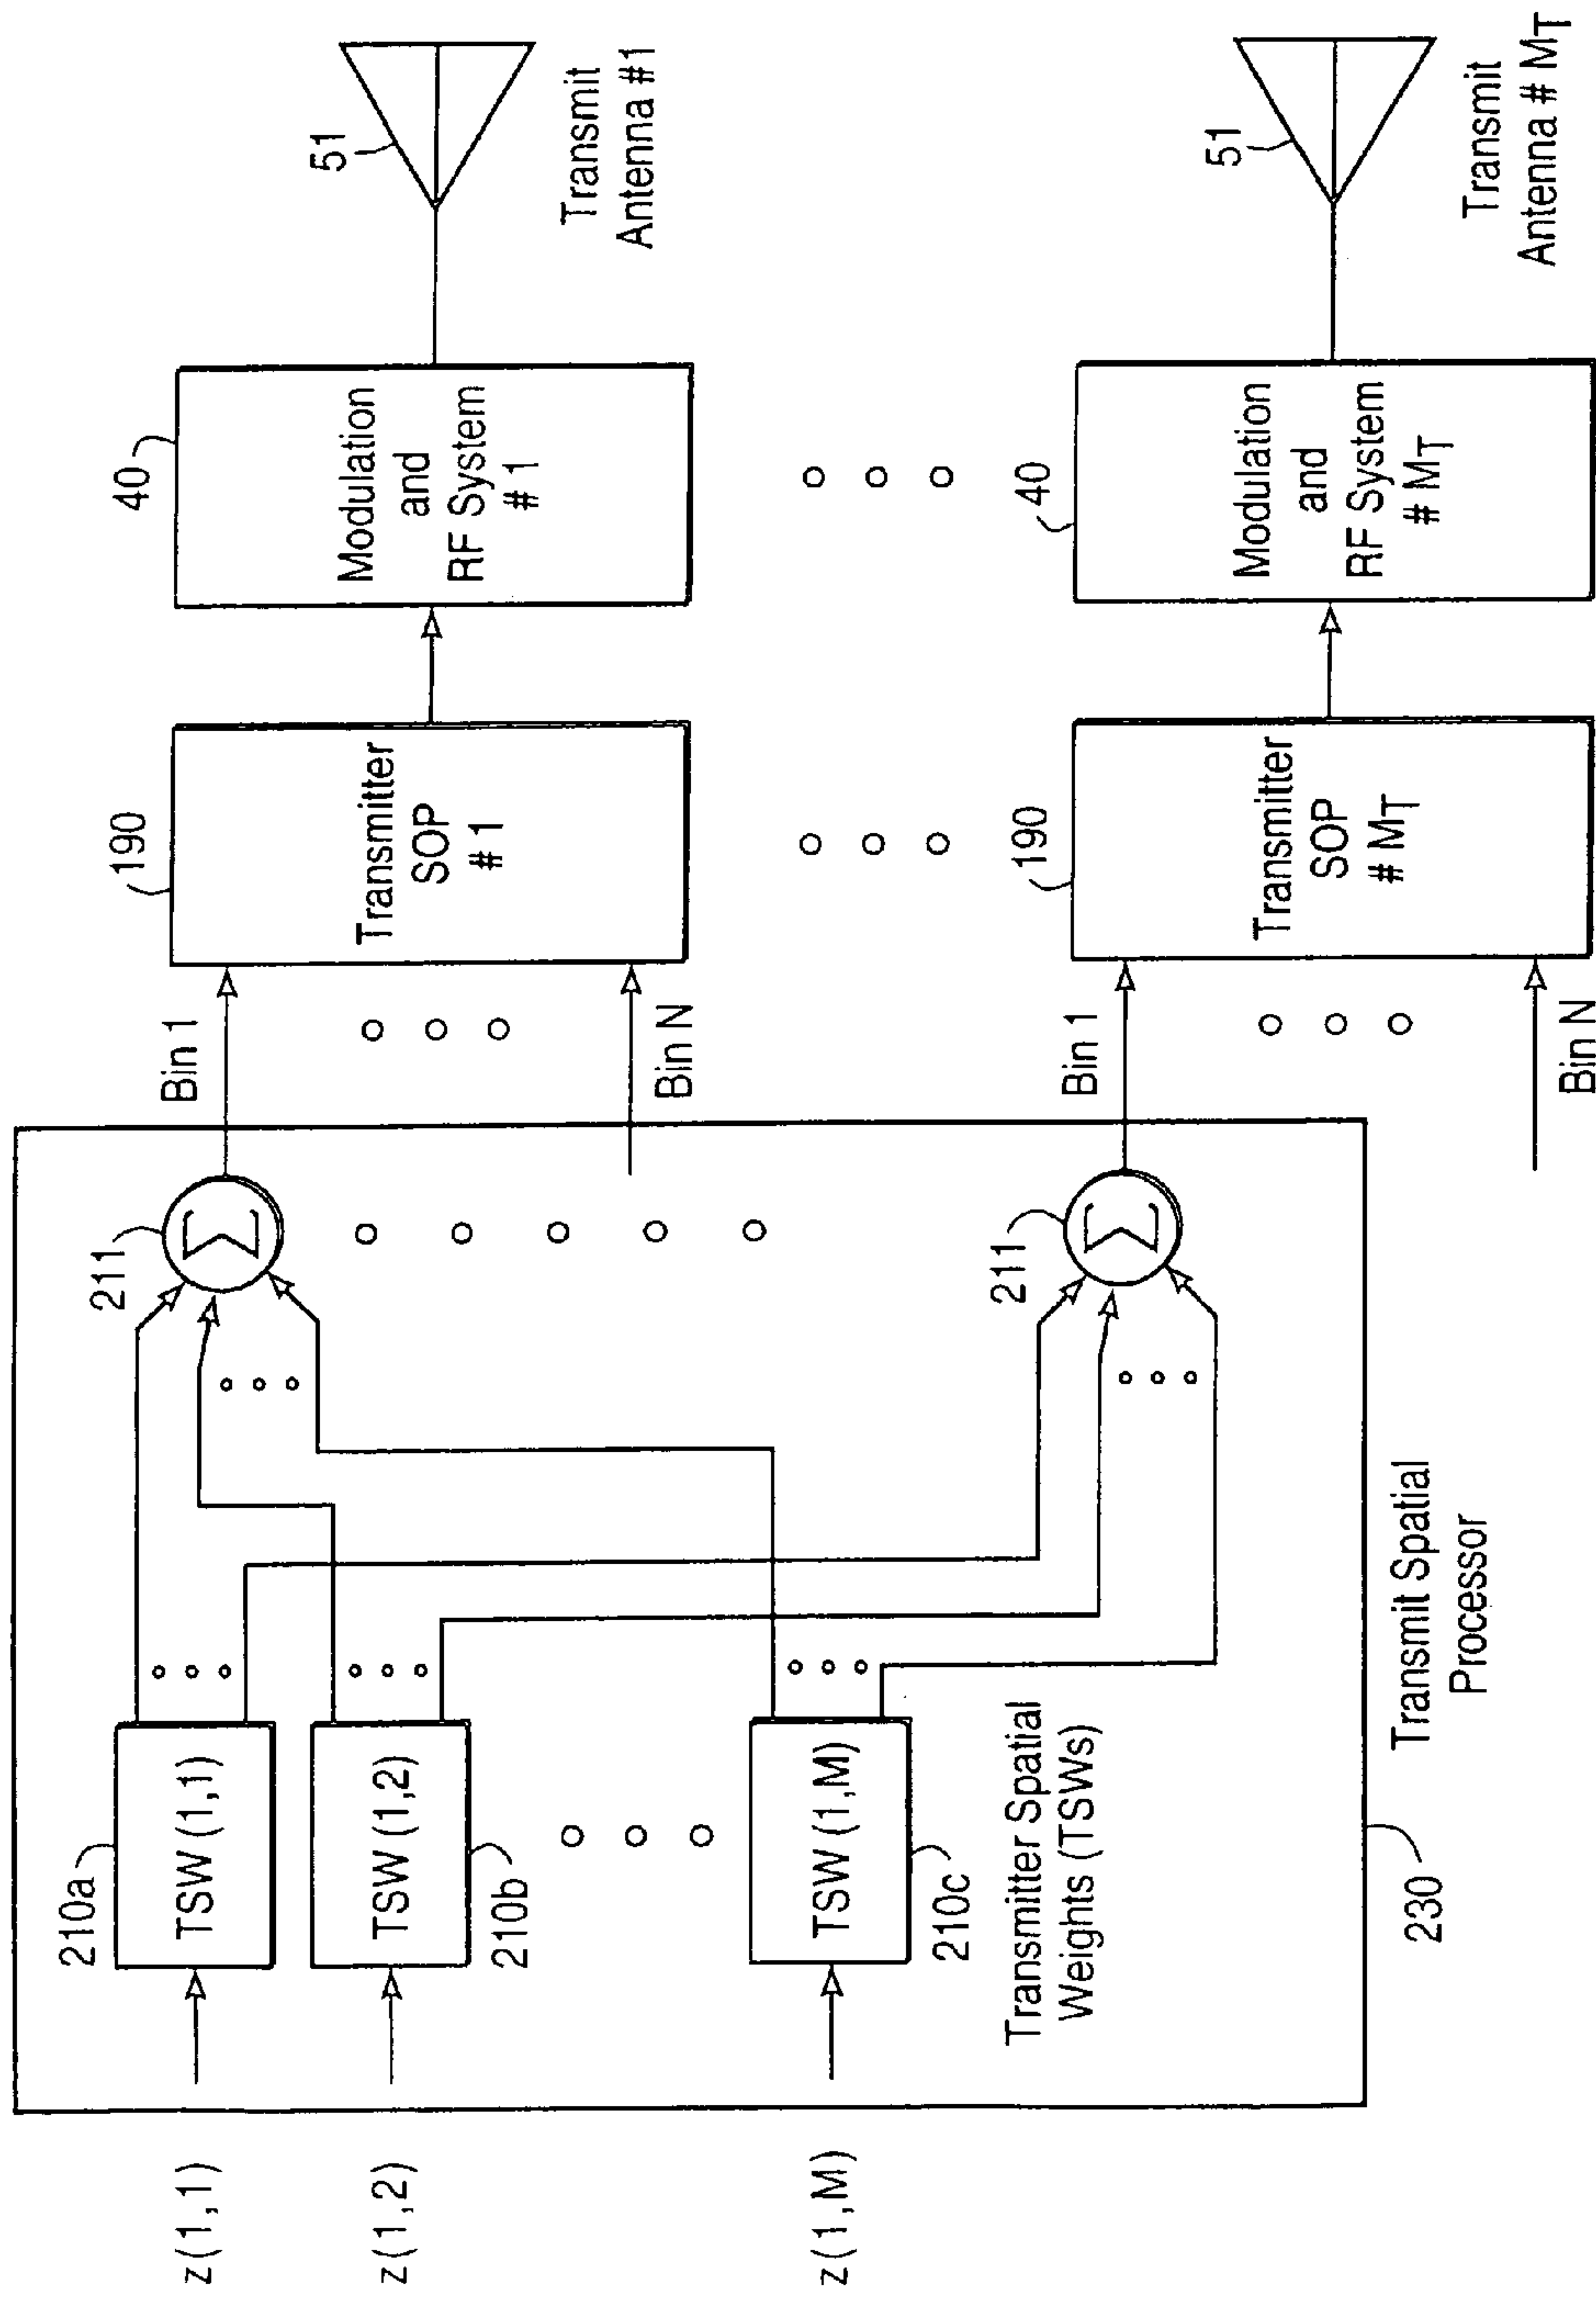 z(1,1)
z(1,2)
z(1,M)
210a
TSW (1,1)
TSW (1,2)
210b
TSW (1,M)
210c
Transmitter Spatial
Weights (TSWs)
211
Σ
211
Σ
230
Transmit Spatial
Processor
Bin 1
Bin N
Bin 1
Bin N
190
Transmitter
SOP
# 1
190
Transmitter
SOP
# MT
40
Modulation
and
RF System
# 1
40
Modulation
and
RF System
# MT
51
Transmit
Antenna #1
51
Transmit
Antenna # MT